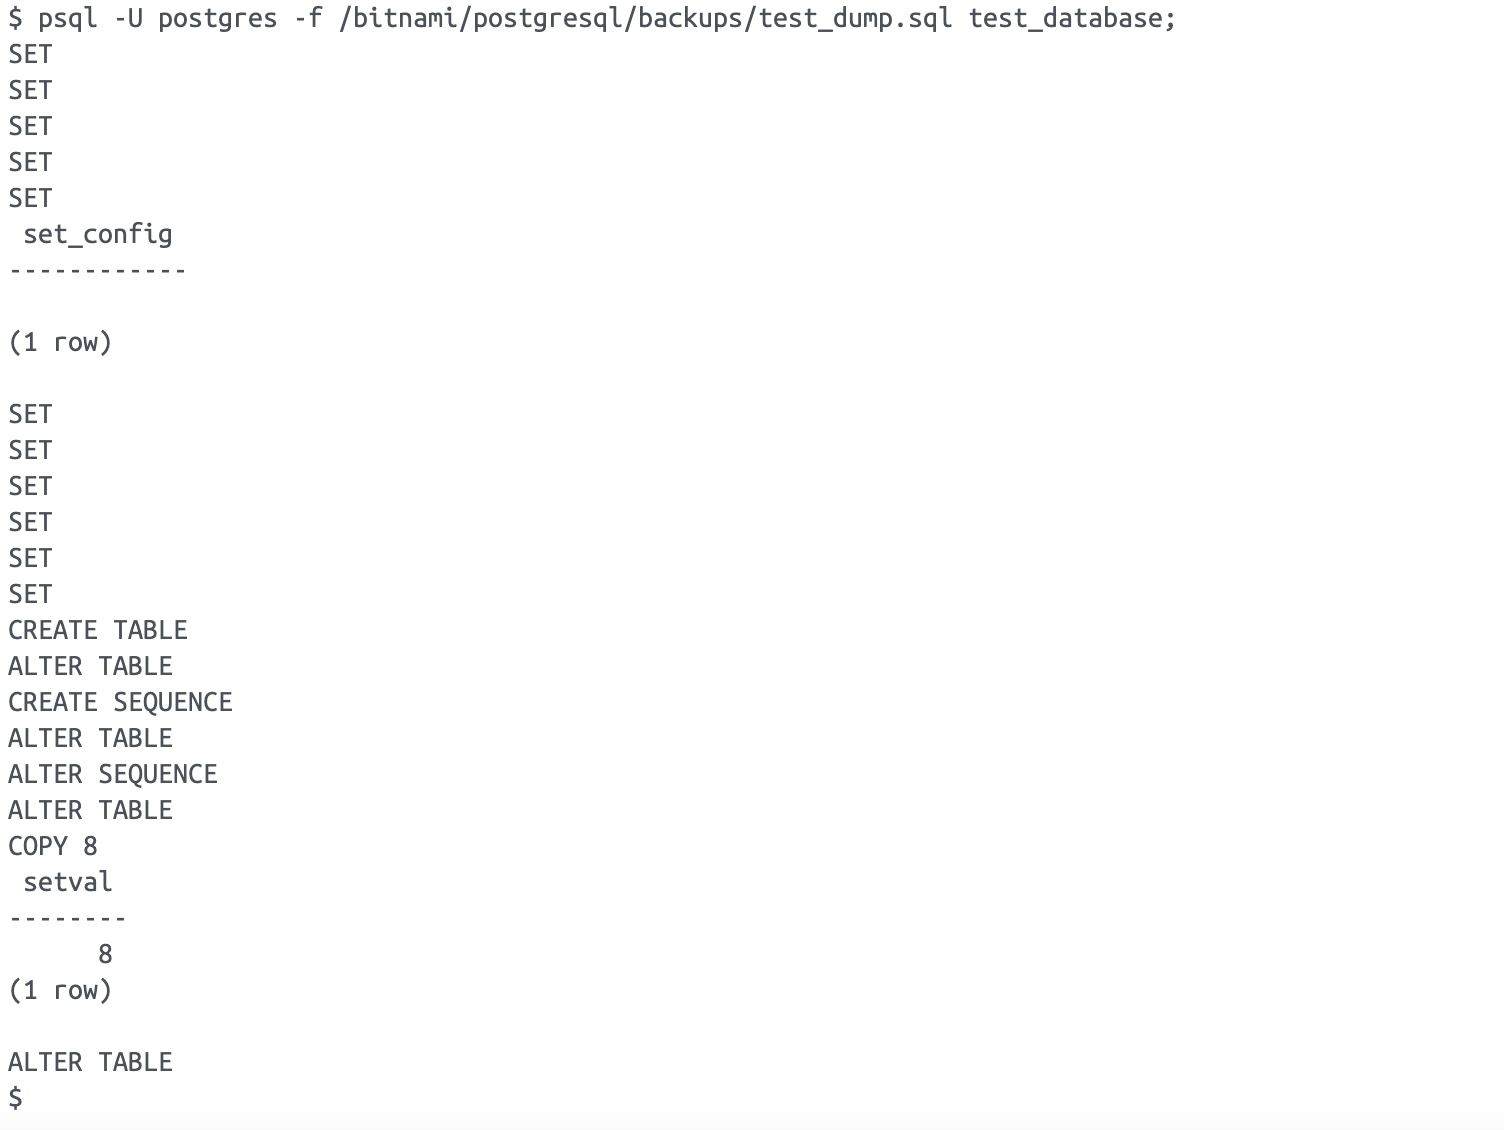 $ psql -U postgres -f /bitnami/postgresql/backups/test_dump.sql test_database;
SET
SET
SET
SET
SET
 set_config
------------

(1 row)

SET
SET
SET
SET
SET
SET
CREATE TABLE
ALTER TABLE
CREATE SEQUENCE
ALTER TABLE
ALTER SEQUENCE
ALTER TABLE
COPY 8
 setval
--------
      8
(1 row)

ALTER TABLE
$